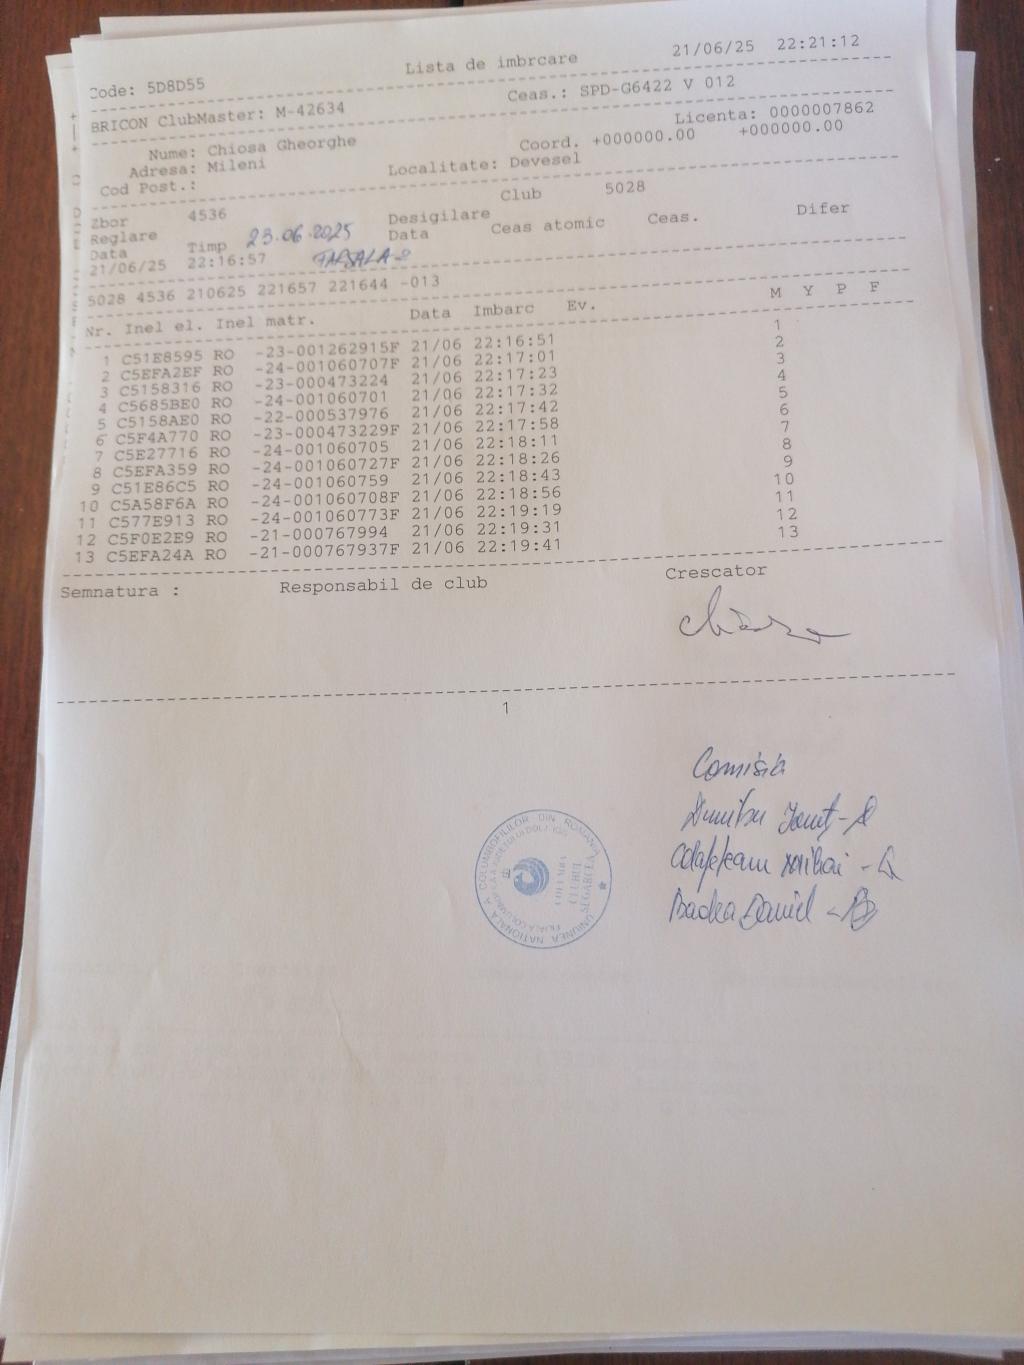 Code: 5D8D55 Lista de imbrcare 21/06/25 22:21:12
BRICON ClubMaster: M-42634 Ceas.: SPD-G6422 V 012
Licenta: 0000007862
Nume: Chiosa Gheorghe Coord. +000000.00 +000000.00
Adresa: Mileni Localitate: Devesel
Cod Post.:
Zbor 4536 Club 5028
Reglare Desigilare
Data Timp 23.06.2025 Data Ceas atomic Ceas. Difer
21/06/25 22:16:57
5028 4536 210625 221657 221644 -013
Nr. Inel el. Inel matr. Data Imbarc Ev. M Y P F
1 C51E8595 RO -23-001262915F 21/06 22:16:51 1
2 C5EFA2EF RO -24-001060707F 21/06 22:17:01 2
3 C5158316 RO -23-000473224 21/06 22:17:23 3
4 C5685BE0 RO -24-001060701 21/06 22:17:32 4
5 C5158AE0 RO -22-000537976 21/06 22:17:42 5
6 C5F4A770 RO -23-000473229F 21/06 22:17:58 6
7 C5E27716 RO -24-001060705 21/06 22:18:11 7
8 C5EFA359 RO -24-001060727F 21/06 22:18:26 8
9 C51E86C5 RO -24-001060759 21/06 22:18:43 9
10 C5A58F6A RO -24-001060708F 21/06 22:18:56 10
11 C577E913 RO -24-001060773F 21/06 22:19:19 11
12 C5F0E2E9 RO -21-000767994 21/06 22:19:31 12
13 C5EFA24A RO -21-000767937F 21/06 22:19:41 13
Semnatura : Responsabil de club Crescator
1
Comisia
UNIUNEA NATIONALA A COLUMBOFILILOR DIN ROMANIA
COLUMBA
CLUBUL
SEGARCEA
Badea Daniel